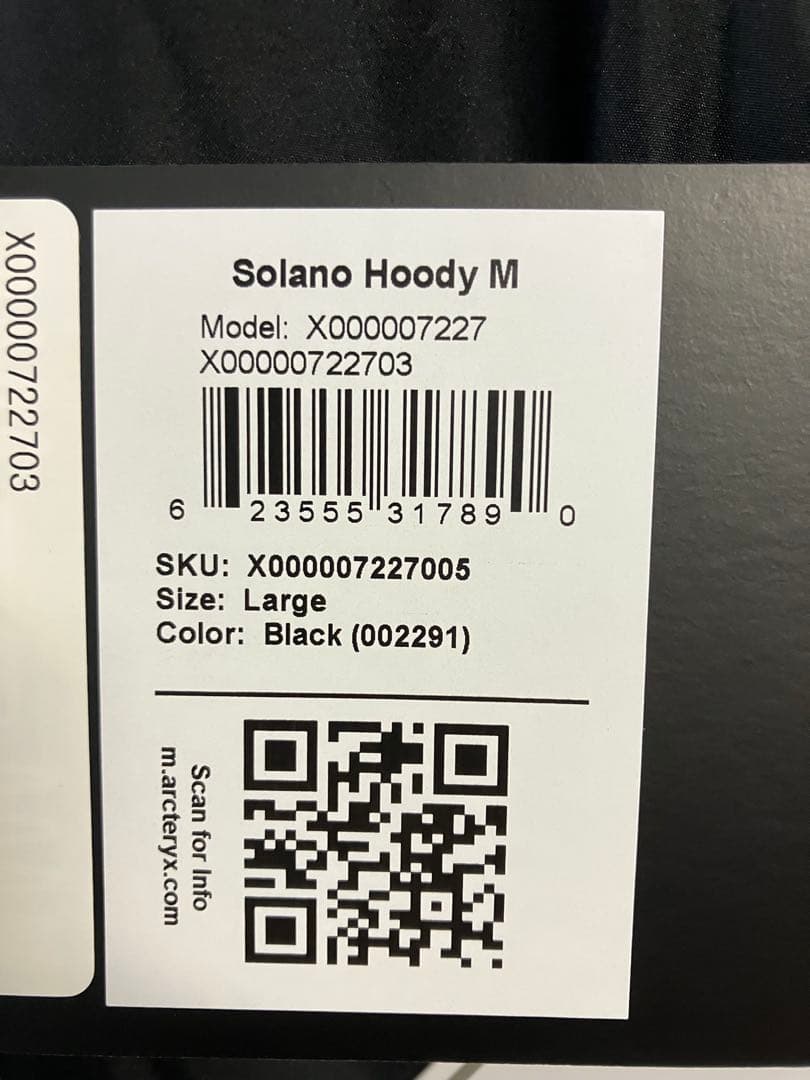 X00000722703
Solano Hoody M
Model: X000007227
X00000722703
6 23555 31789 0
SKU: X000007227005
Size: Large
Color: Black (002291)
Scan for Info
m.arcteryx.com